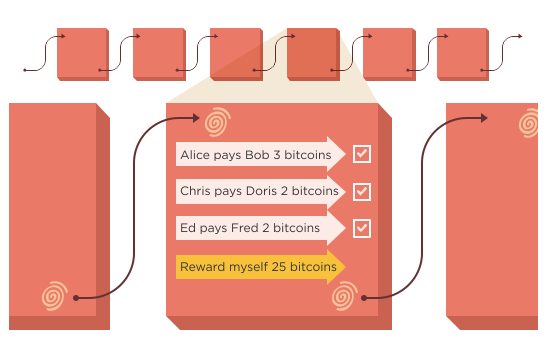 Alice pays Bob 3 bitcoins
Chris pays Doris 2 bitcoins
Ed pays Fred 2 bitcoins
Reward myself 25 bitcoins